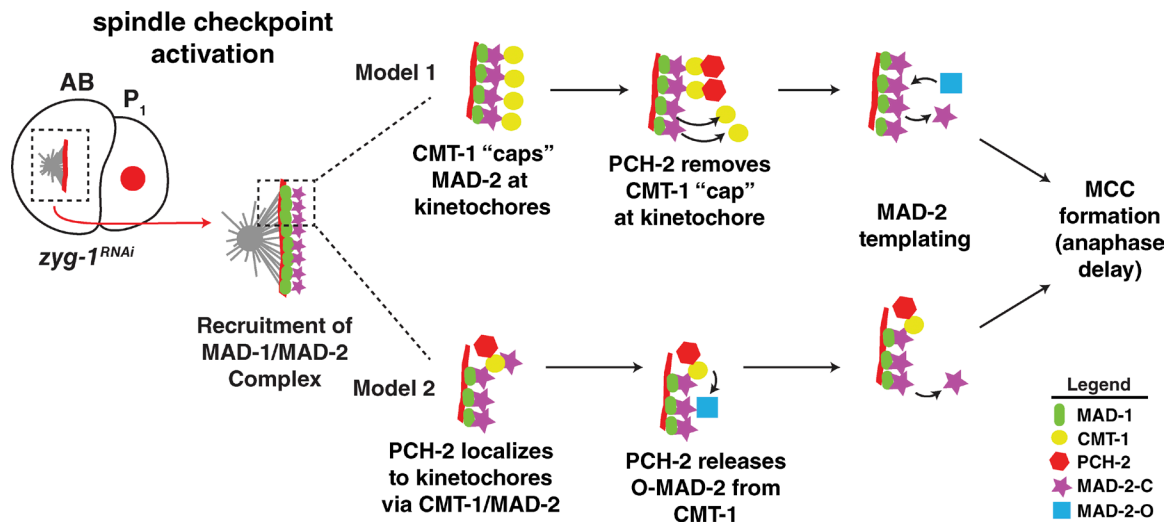 spindle checkpoint
activation
AB
P1
zyg-1RNAi
Recruitment of
MAD-1/MAD-2
Complex
Model 1
CMT-1 “caps”
MAD-2 at
kinetochores
PCH-2 removes
CMT-1 “cap”
at kinetochore
MAD-2
templating
MCC
formation
(anaphase
delay)
Model 2
PCH-2 localizes
to kinetochores
via CMT-1/MAD-2
PCH-2 releases
O-MAD-2 from
CMT-1
Legend
MAD-1
CMT-1
PCH-2
MAD-2-C
MAD-2-O